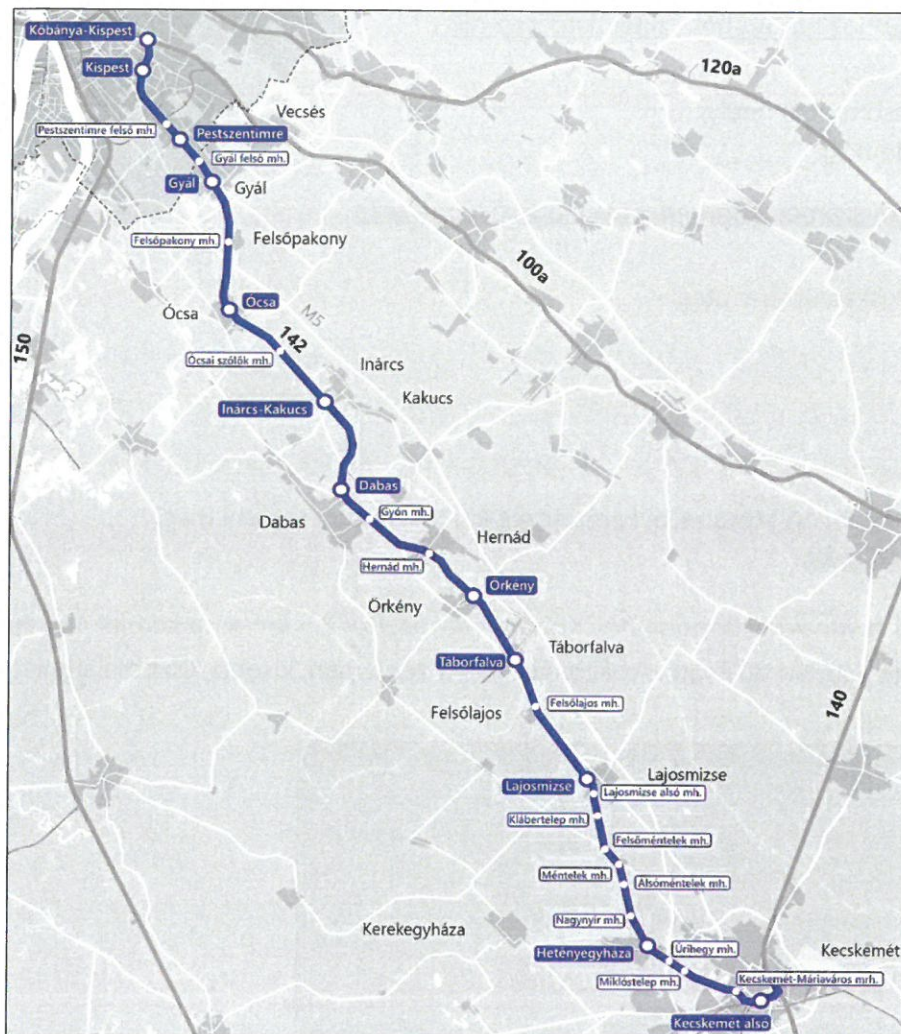 Kőbánya-Kispest
Kispest
120a
Vecsés
Pestszentimre felső mh.
Pestszentimre
Gyál felső mh.
Gyál
Gyál
Felsőpakony mh.
Felsőpakony
100a
Ócsa
Ócsa
M5
142
150
Ócsai szőlők mh.
Inárcs
Inárcs-Kakucs
Kakucs
Dabas
Gyón mh.
Dabas
Hernád
Hernád mh.
Örkény
Örkény
Táborfalva
Táborfalva
140
Felsőlajos mh.
Felsőlajos
Lajosmizse
Lajosmizse
Lajosmizse alsó mh.
Klábertelep mh.
Felsőméntelek mh.
Méntelek mh.
Alsóméntelek mh.
Nagynyír mh.
Kerekegyháza
Hetényegyháza
Úrihegy mh.
Kecskemét
Miklóstelep mh.
Kecskemét-Máriaváros mrh.
Kecskemét alsó